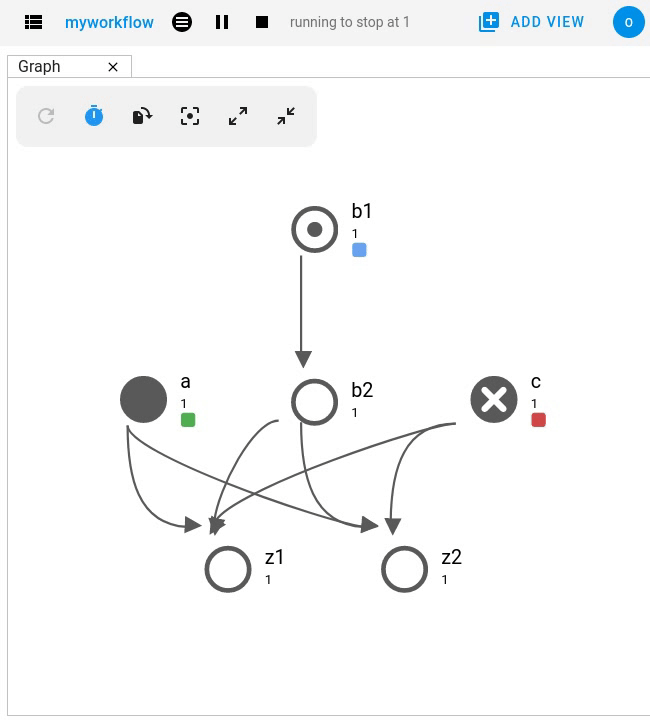 myworkflow running to stop at 1 ADD VIEW o
Graph
b1
1
a
1
b2
1
c
1
z1
1
z2
1